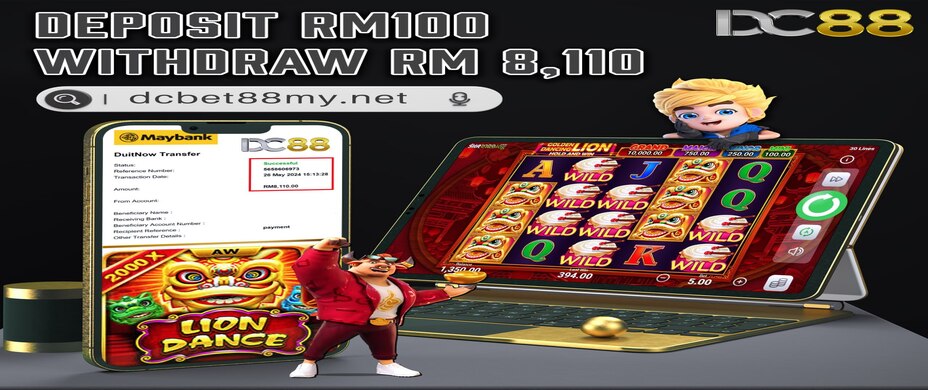 DEPOSIT RM100
WITHDRAW RM 8,110
DC88
dcbet88my.net
Maybank
DC88
DuitNow Transfer
Status: Successful
Reference Number: 5656606973
Transaction Date: 26 May 2024 15:13:28
Amount: RM8,110.00
From Account:
Beneficiary Name :
Receiving Bank :
Beneficiary Account Number :
Recipient Reference : payment
Other Transfer Details :
2000X
AW
LION
DANCE
GOLDEN
DANCING LION
HOLD AND WIN
GRAND
10,000.00
750.00
250.00
100.00
30 Lines
A WILD J Q
WILD WILD Q
WILD WILD WILD
Q WILD K WILD
1,350.00
394.00
5.00